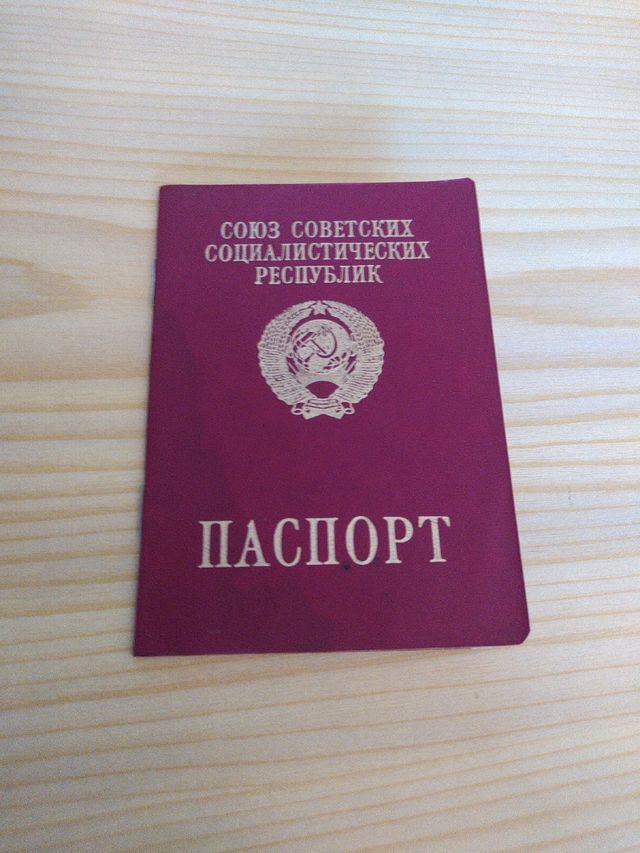 СОЮЗ СОВЕТСКИХ
СОЦИАЛИСТИЧЕСКИХ
РЕСПУБЛИК
ПАСПОРТ